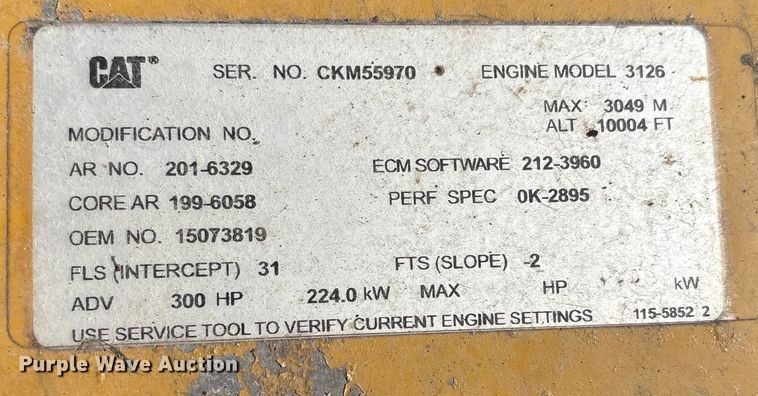 CAT® SER. NO. CKM55970 ENGINE MODEL 3126
MAX 3049 M
MODIFICATION NO. ALT 10004 FT
AR NO. 201-6329 ECM SOFTWARE 212-3960
CORE AR 199-6058 PERF SPEC 0K-2895
OEM NO. 15073819
FLS (INTERCEPT) 31 FTS (SLOPE) -2
ADV 300 HP 224.0 kW MAX HP kW
USE SERVICE TOOL TO VERIFY CURRENT ENGINE SETTINGS 115-5852 2
Purple Wave Auction